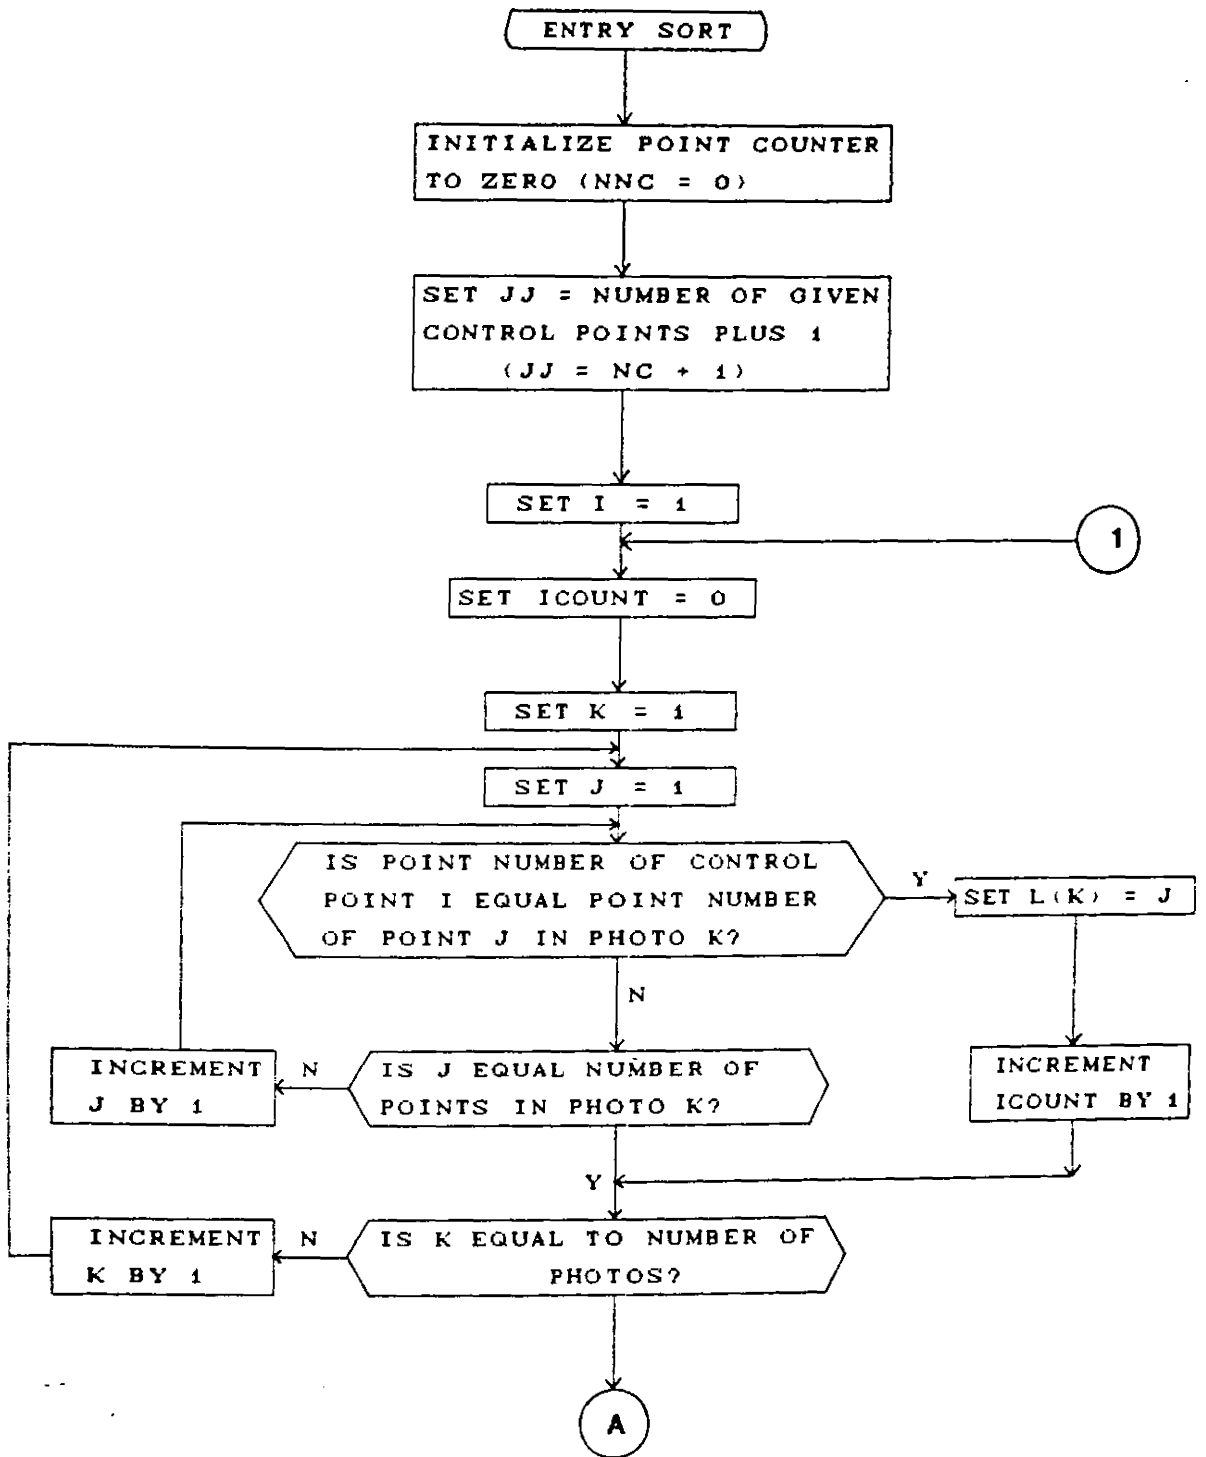 ENTRY SORT
INITIALIZE POINT COUNTER
TO ZERO (NNC = 0)
SET JJ = NUMBER OF GIVEN
CONTROL POINTS PLUS 1
(JJ = NC + 1)
SET I = 1
1
SET ICOUNT = 0
SET K = 1
SET J = 1
IS POINT NUMBER OF CONTROL
POINT I EQUAL POINT NUMBER
OF POINT J IN PHOTO K?
Y
SET L(K) = J
N
INCREMENT
J BY 1
N
IS J EQUAL NUMBER OF
POINTS IN PHOTO K?
INCREMENT
ICOUNT BY 1
Y
INCREMENT
K BY 1
N
IS K EQUAL TO NUMBER OF
PHOTOS?
A